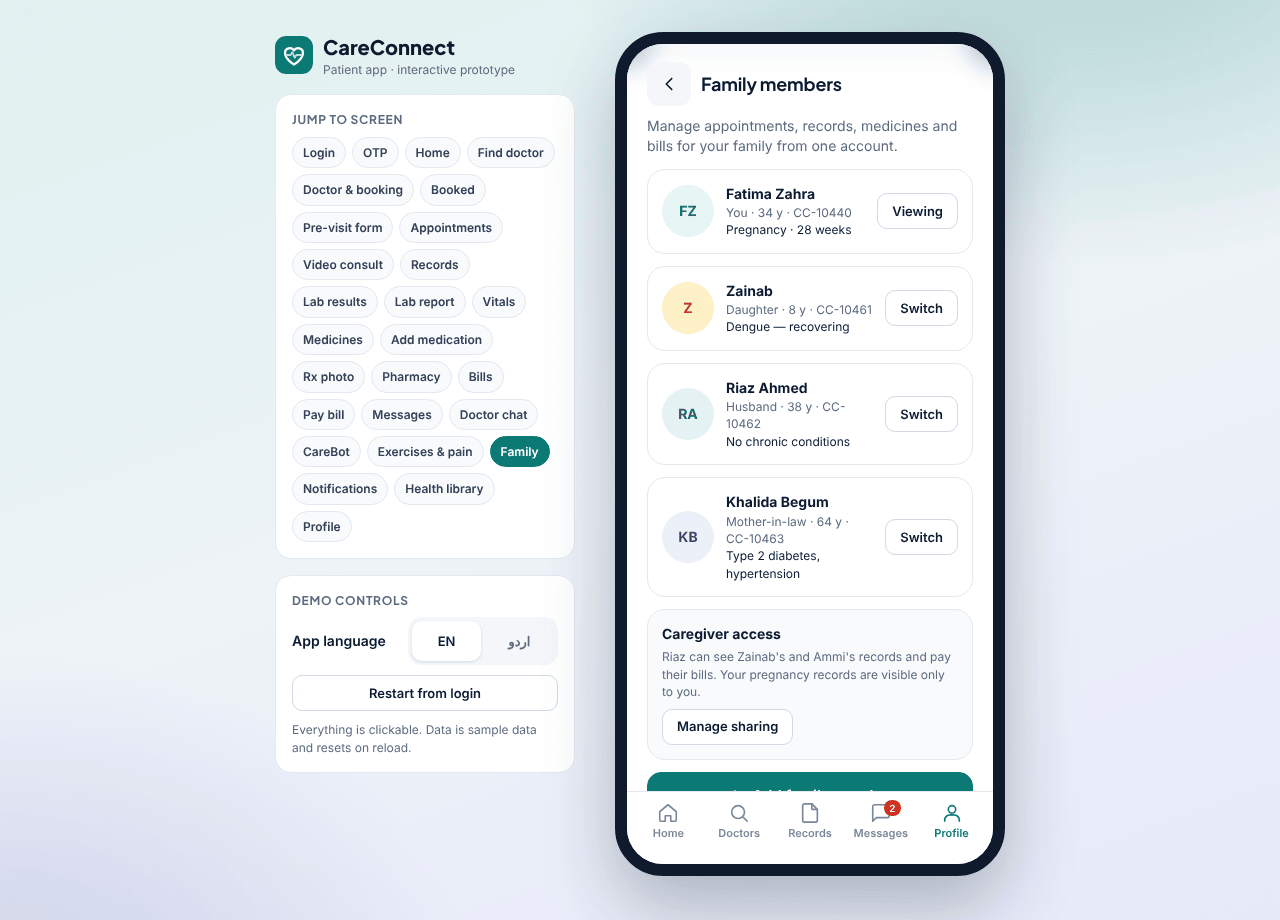 CareConnect
Patient app · interactive prototype
JUMP TO SCREEN
Login
OTP
Home
Find doctor
Doctor & booking
Booked
Pre-visit form
Appointments
Video consult
Records
Lab results
Lab report
Vitals
Medicines
Add medication
Rx photo
Pharmacy
Bills
Pay bill
Messages
Doctor chat
CareBot
Exercises & pain
Family
Notifications
Health library
Profile
DEMO CONTROLS
App language
EN
اردو
Restart from login
Everything is clickable. Data is sample data
and resets on reload.
Family members
Manage appointments, records, medicines and
bills for your family from one account.
FZ
Fatima Zahra
You · 34 y · CC-10440
Pregnancy · 28 weeks
Viewing
Z
Zainab
Daughter · 8 y · CC-10461
Dengue — recovering
Switch
RA
Riaz Ahmed
Husband · 38 y · CC-
10462
No chronic conditions
Switch
KB
Khalida Begum
Mother-in-law · 64 y ·
CC-10463
Type 2 diabetes,
hypertension
Switch
Caregiver access
Riaz can see Zainab's and Ammi's records and pay
their bills. Your pregnancy records are visible only
to you.
Manage sharing
Home
Doctors
Records
2
Messages
Profile